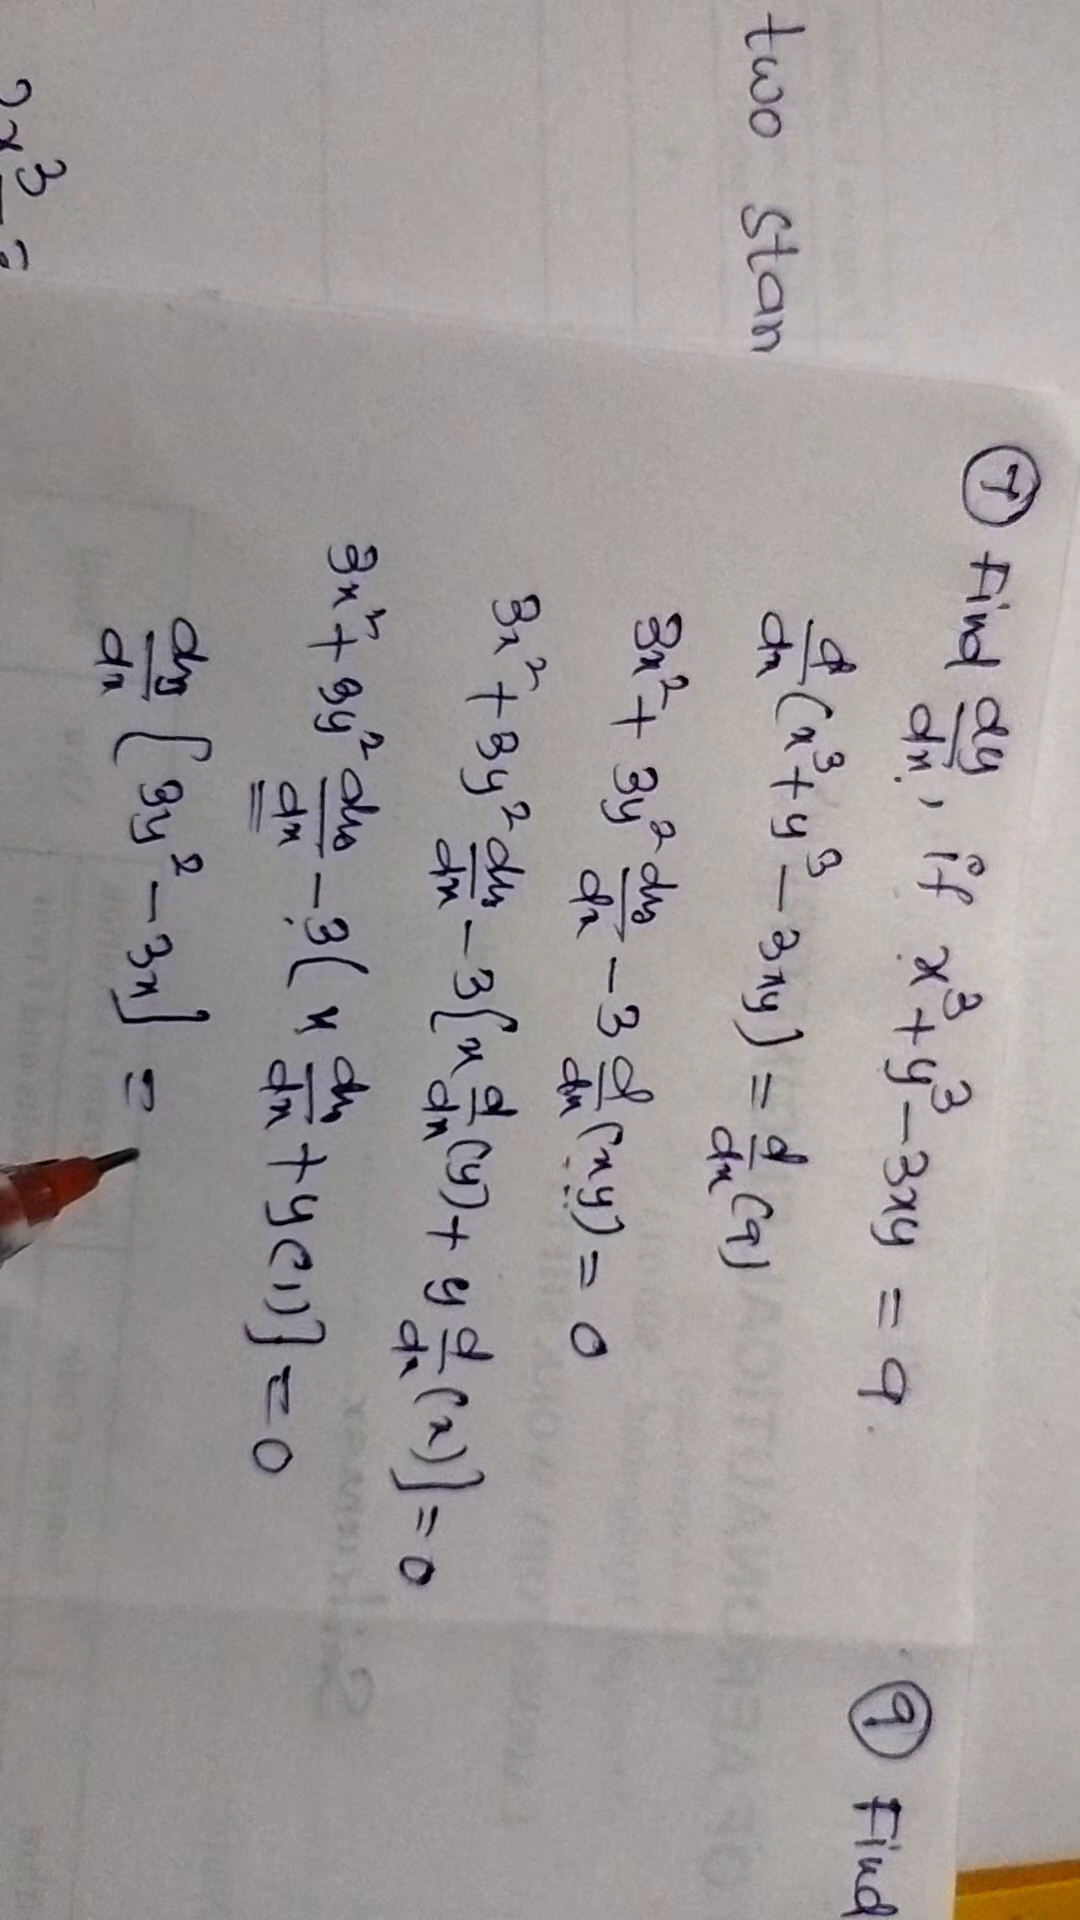 two stan
2x³ - 2
⑦ Find dy/dx, if x³ + y³ - 3xy = 9.
d/dx (x³ + y³ - 3xy) = d/dx (9)
3x² + 3y² dy/dx - 3 d/dx (xy) = 0
3x² + 3y² dy/dx - 3[x d/dx (y) + y d/dx (x)] = 0
3x² + 3y² dy/dx - 3(x dy/dx + y(1)] = 0
dy/dx [3y² - 3x] =
⑨ Find